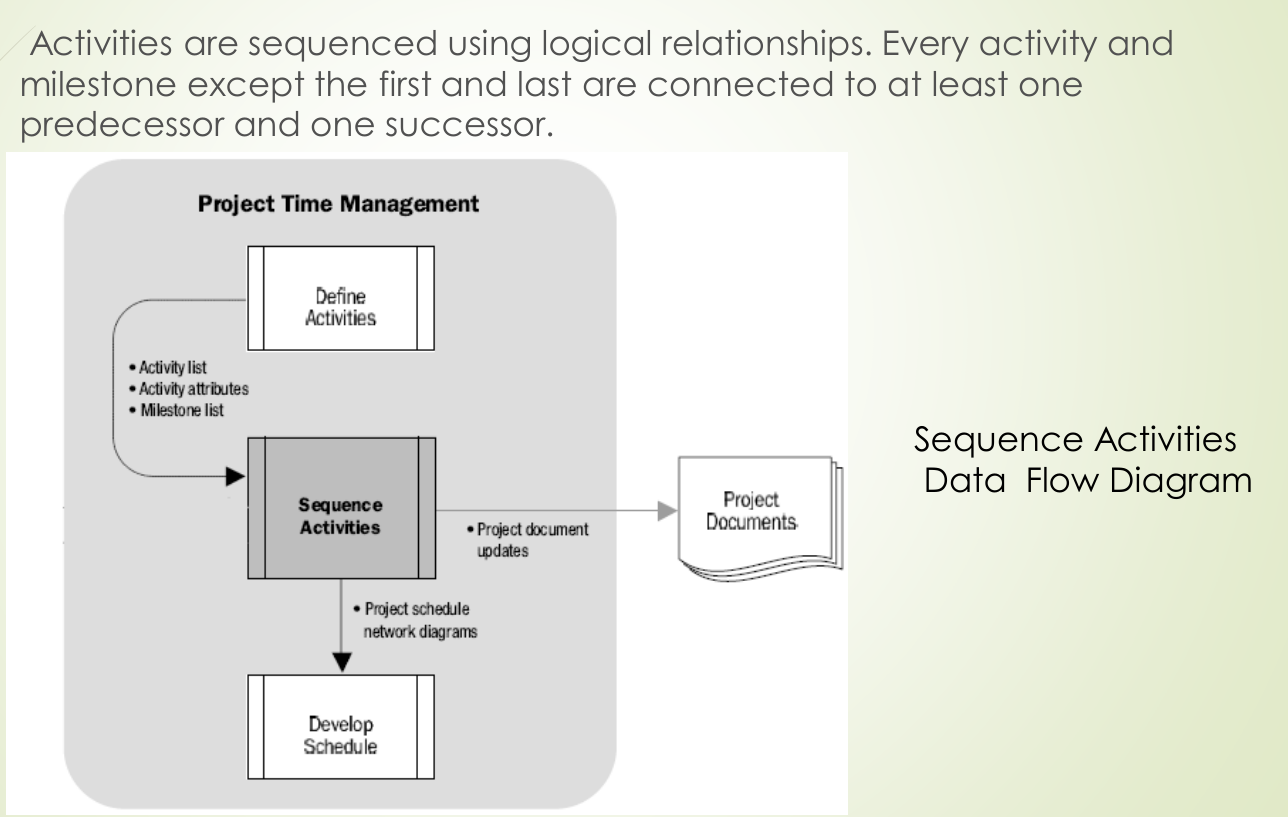 Activities are sequenced using logical relationships. Every activity and
milestone except the first and last are connected to at least one
predecessor and one successor.
Project Time Management
Define
Activities
• Activity list
• Activity attributes
• Milestone list
Sequence
Activities
• Project document
updates
Project
Documents
• Project schedule
network diagrams
Develop
Schedule
Sequence Activities
Data Flow Diagram